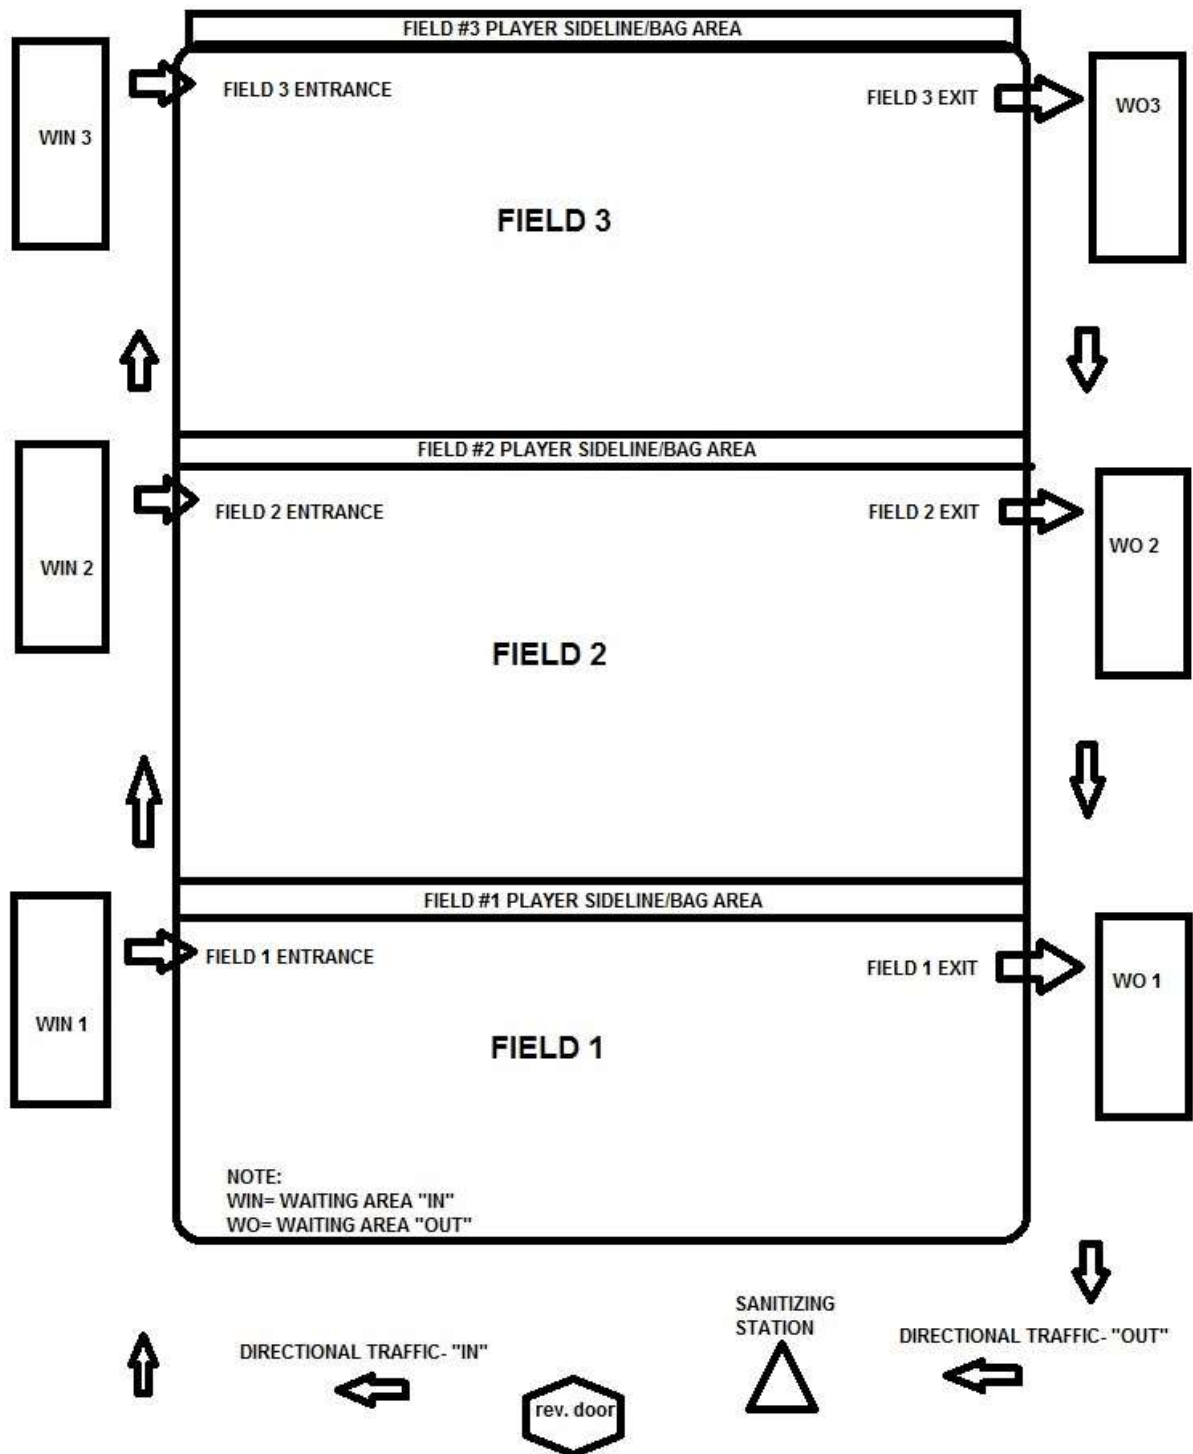 FIELD #3 PLAYER SIDELINE/BAG AREA
WIN 3
FIELD 3 ENTRANCE
FIELD 3 EXIT
WO3
FIELD 3
FIELD #2 PLAYER SIDELINE/BAG AREA
WIN 2
FIELD 2 ENTRANCE
FIELD 2 EXIT
WO 2
FIELD 2
FIELD #1 PLAYER SIDELINE/BAG AREA
WIN 1
FIELD 1 ENTRANCE
FIELD 1 EXIT
WO 1
FIELD 1
NOTE:
WIN= WAITING AREA "IN"
WO= WAITING AREA "OUT"
SANITIZING
STATION
DIRECTIONAL TRAFFIC- "IN"
DIRECTIONAL TRAFFIC- "OUT"
rev. door